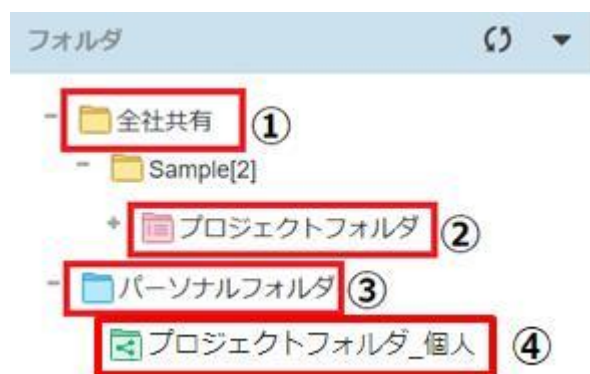 フォルダ
全社共有 ①
Sample[2]
プロジェクトフォルダ ②
パーソナルフォルダ ③
プロジェクトフォルダ_個人 ④